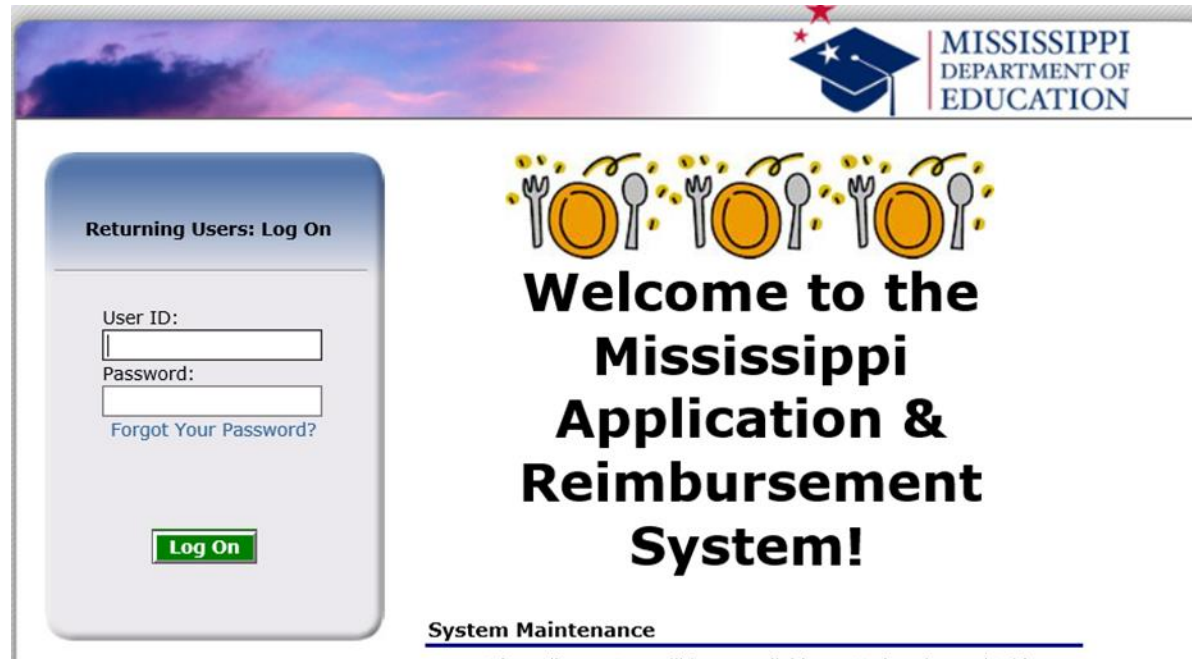 MISSISSIPPI
DEPARTMENT OF
EDUCATION
Returning Users: Log On
User ID:
Password:
Forgot Your Password?
Log On
Welcome to the
Mississippi
Application &
Reimbursement
System!
System Maintenance